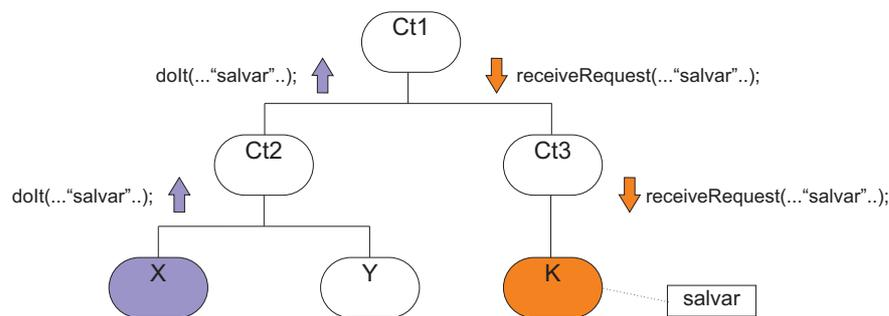 Ct1
doIt(...“salvar”..);
receiveRequest(...“salvar”..);
Ct2
Ct3
doIt(...“salvar”..);
receiveRequest(...“salvar”..);
X
Y
K
salvar